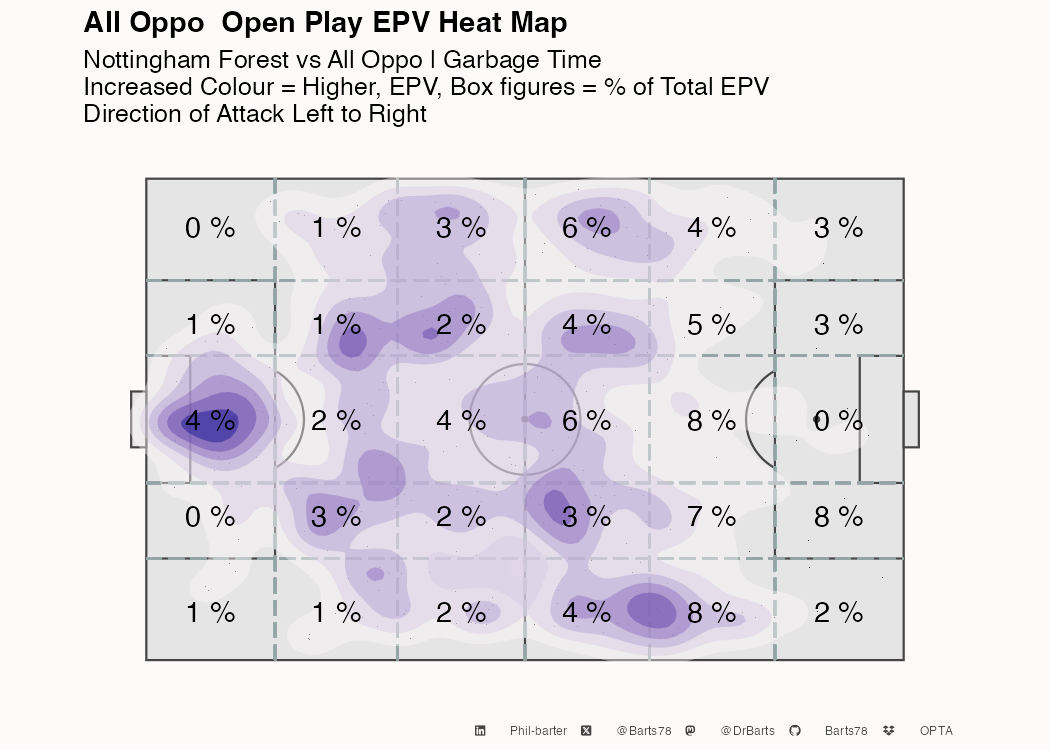 All Oppo  Open Play EPV Heat Map
Nottingham Forest vs All Oppo | Garbage Time
Increased Colour = Higher, EPV, Box figures = % of Total EPV
Direction of Attack Left to Right
0 % 1 % 3 % 6 % 4 % 3 %
1 % 1 % 2 % 4 % 5 % 3 %
4 % 2 % 4 % 6 % 8 % 0 %
0 % 3 % 2 % 3 % 7 % 8 %
1 % 1 % 2 % 4 % 8 % 2 %
Phil-barter @Barts78 @DrBarts Barts78 OPTA